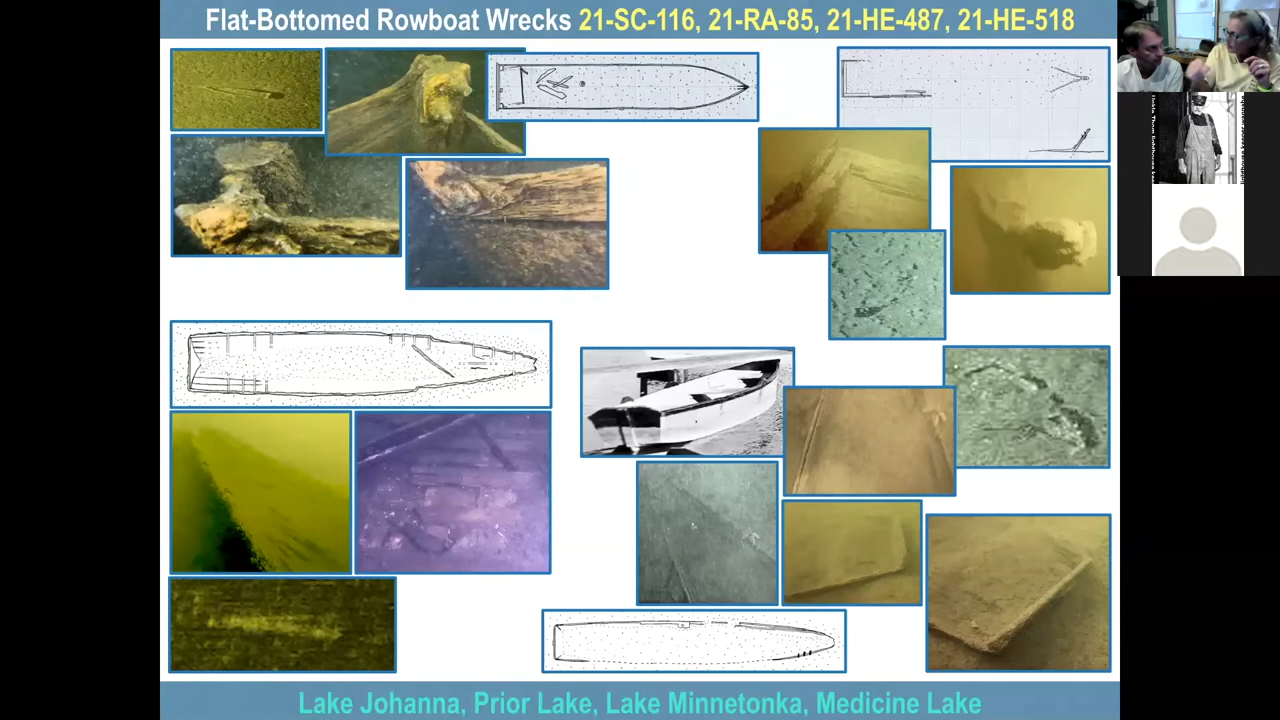 Flat-Bottomed Rowboat Wrecks 21-SC-116, 21-RA-85, 21-HE-487, 21-HE-518
Lake Johanna, Prior Lake, Lake Minnetonka, Medicine Lake